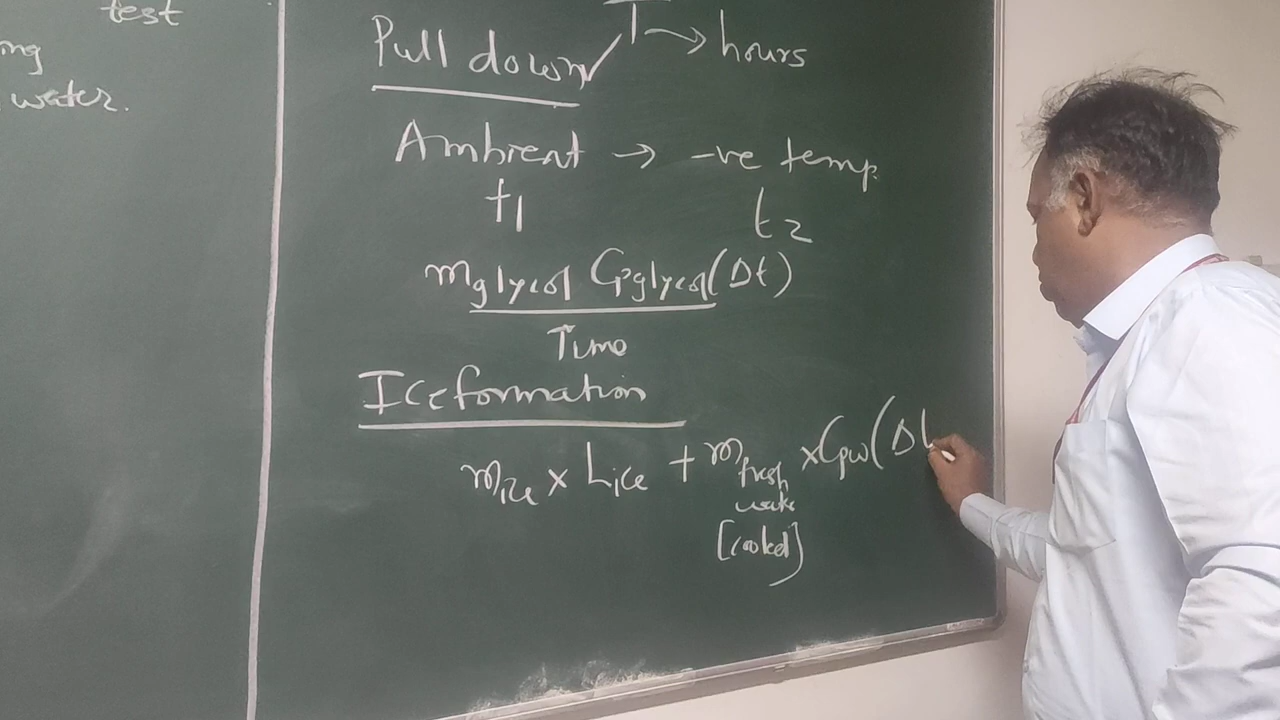 test
ing
water.
Pull down T → hours
Ambient → -ve temp.
t1 t2
mglycol Cpglycol(Δt)
Time
Ice formation
mice × Lice + mfresh × Cpw(Δt
water
[cooled]